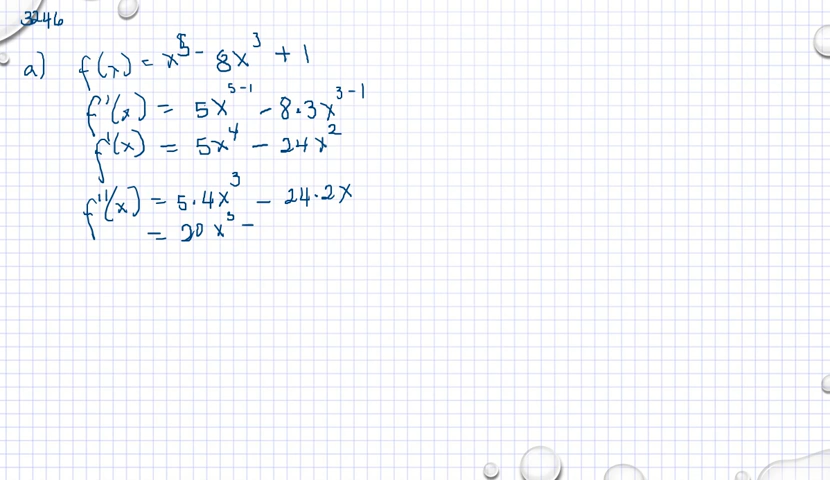 3246
a) f(x) = x⁵ - 8x³ + 1
f'(x) = 5x⁵⁻¹ - 8·3x³⁻¹
f'(x) = 5x⁴ - 24x²
f''(x) = 5·4x³ - 24·2x
= 20x³ -